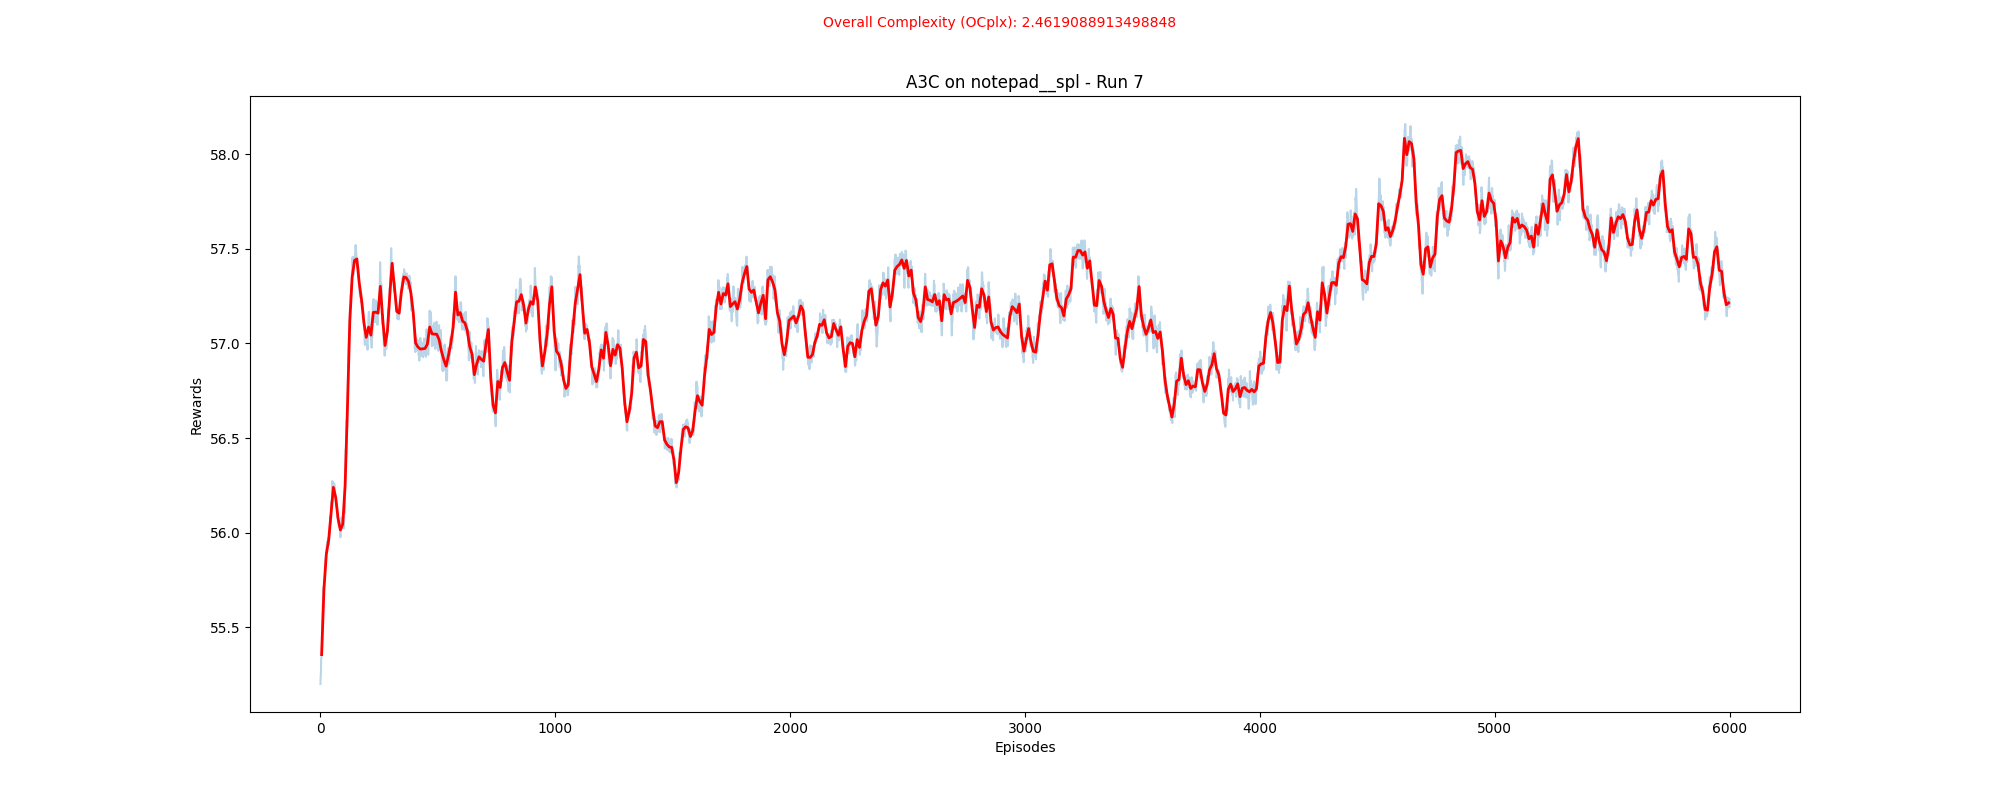 Overall Complexity (OCplx): 2.4619088913498848
A3C on notepad__spl - Run 7
58.0
57.5
57.0
56.5
56.0
55.5
Rewards
0 1000 2000 3000 4000 5000 6000
Episodes